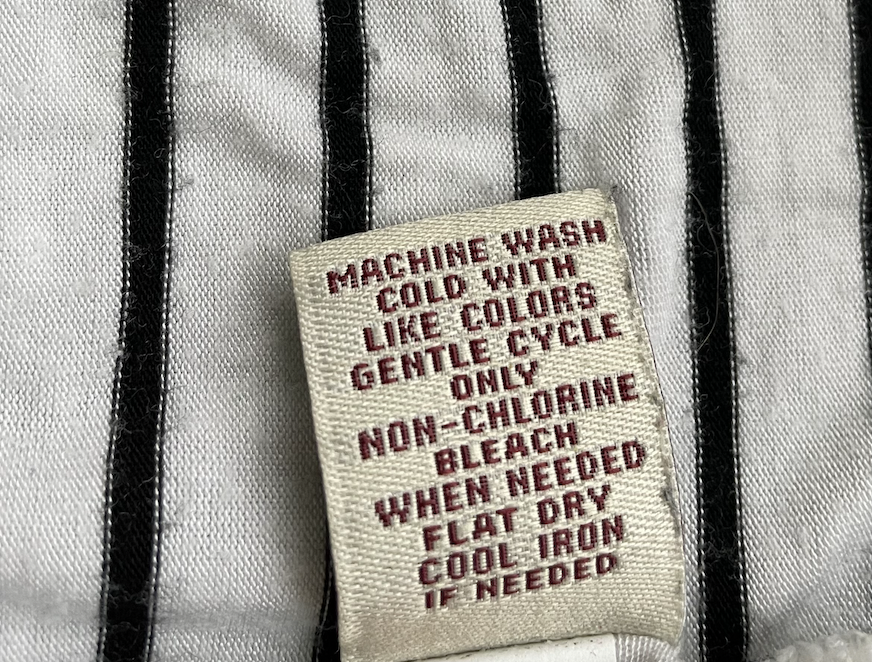 MACHINE WASH
COLD WITH
LIKE COLORS
GENTLE CYCLE
ONLY
NON-CHLORINE
BLEACH
WHEN NEEDED
FLAT DRY
COOL IRON
IF NEEDED